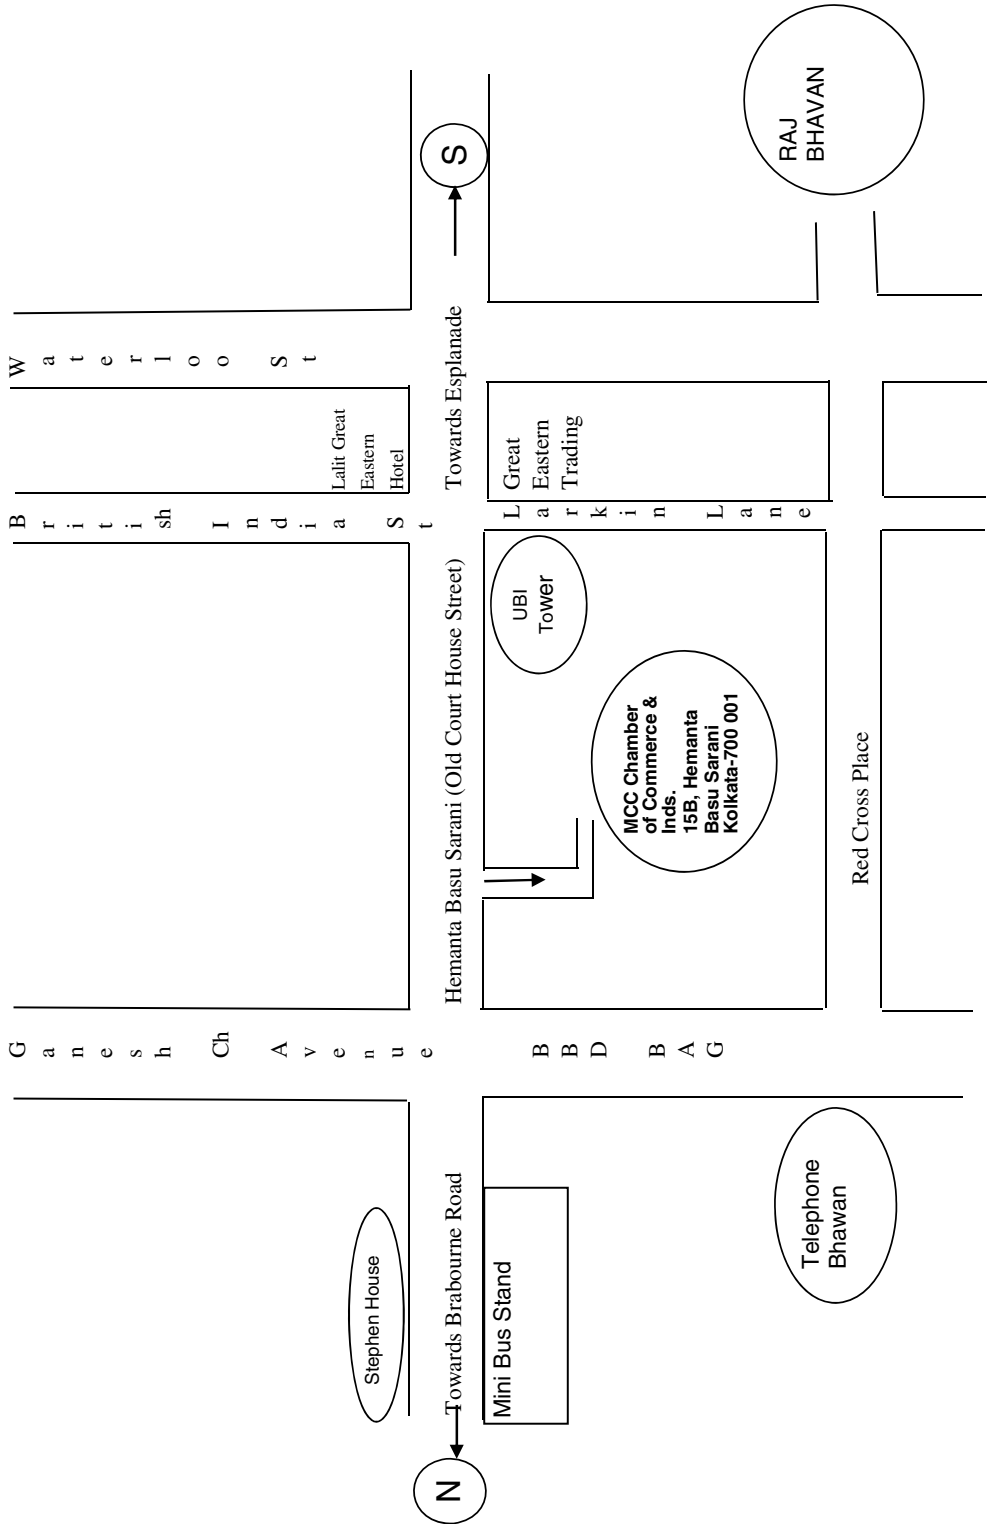 Ganesh Ch Avenue
British India St
Waterloo St
Lalit Great
Eastern
Hotel
Stephen House
N
Towards Brabourne Road
Hemanta Basu Sarani (Old Court House Street)
Towards Esplanade
S
Mini Bus Stand
BBD BAG
UBI
Tower
Larkin Lane
Great
Eastern
Trading
MCC Chamber
of Commerce &
Inds.
15B, Hemanta
Basu Sarani
Kolkata-700 001
Telephone
Bhawan
Red Cross Place
RAJ
BHAVAN